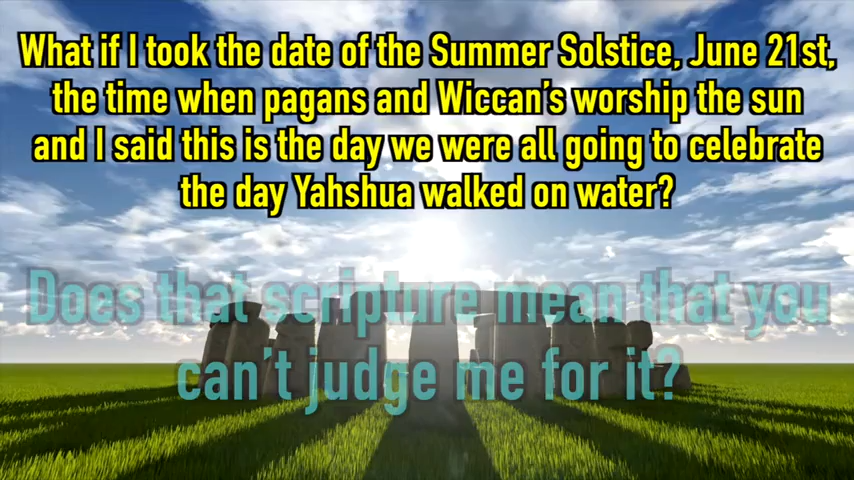 What if I took the date of the Summer Solstice, June 21st,
the time when pagans and Wiccan's worship the sun
and I said this is the day we were all going to celebrate
the day Yahshua walked on water?
Does that scripture mean that you
can't judge me for it?